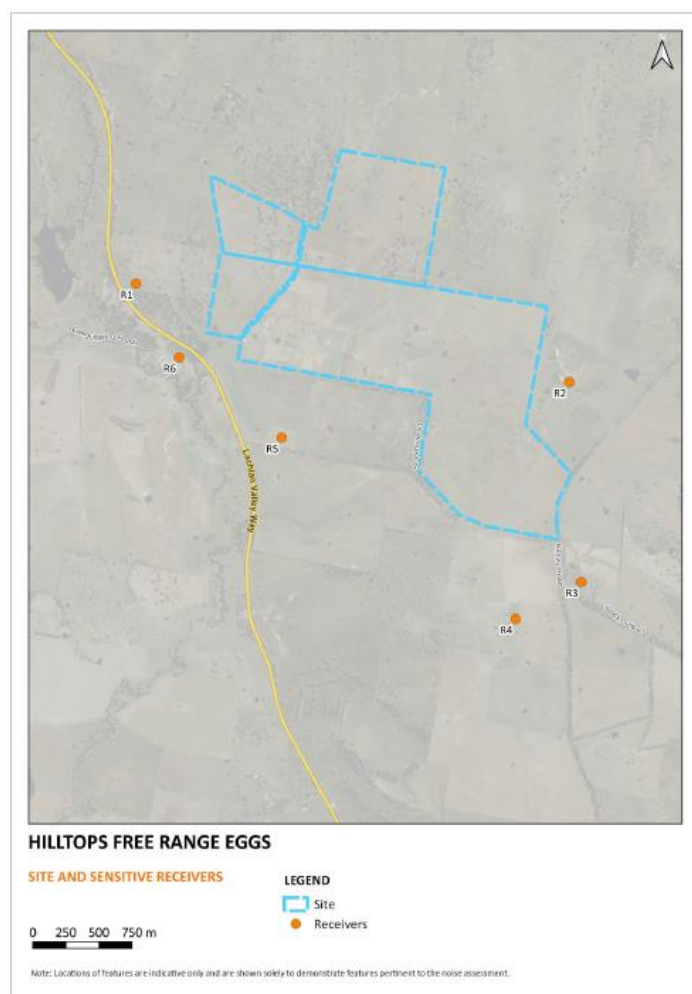 R1
R6
R2
R5
Lachlan Valley Way
R3
R4
HILLTOPS FREE RANGE EGGS
SITE AND SENSITIVE RECEIVERS
LEGEND
Site
Receivers
0 250 500 750 m
Note: Locations of features are indicative only and are shown solely to demonstrate features pertinent to the noise assessment.